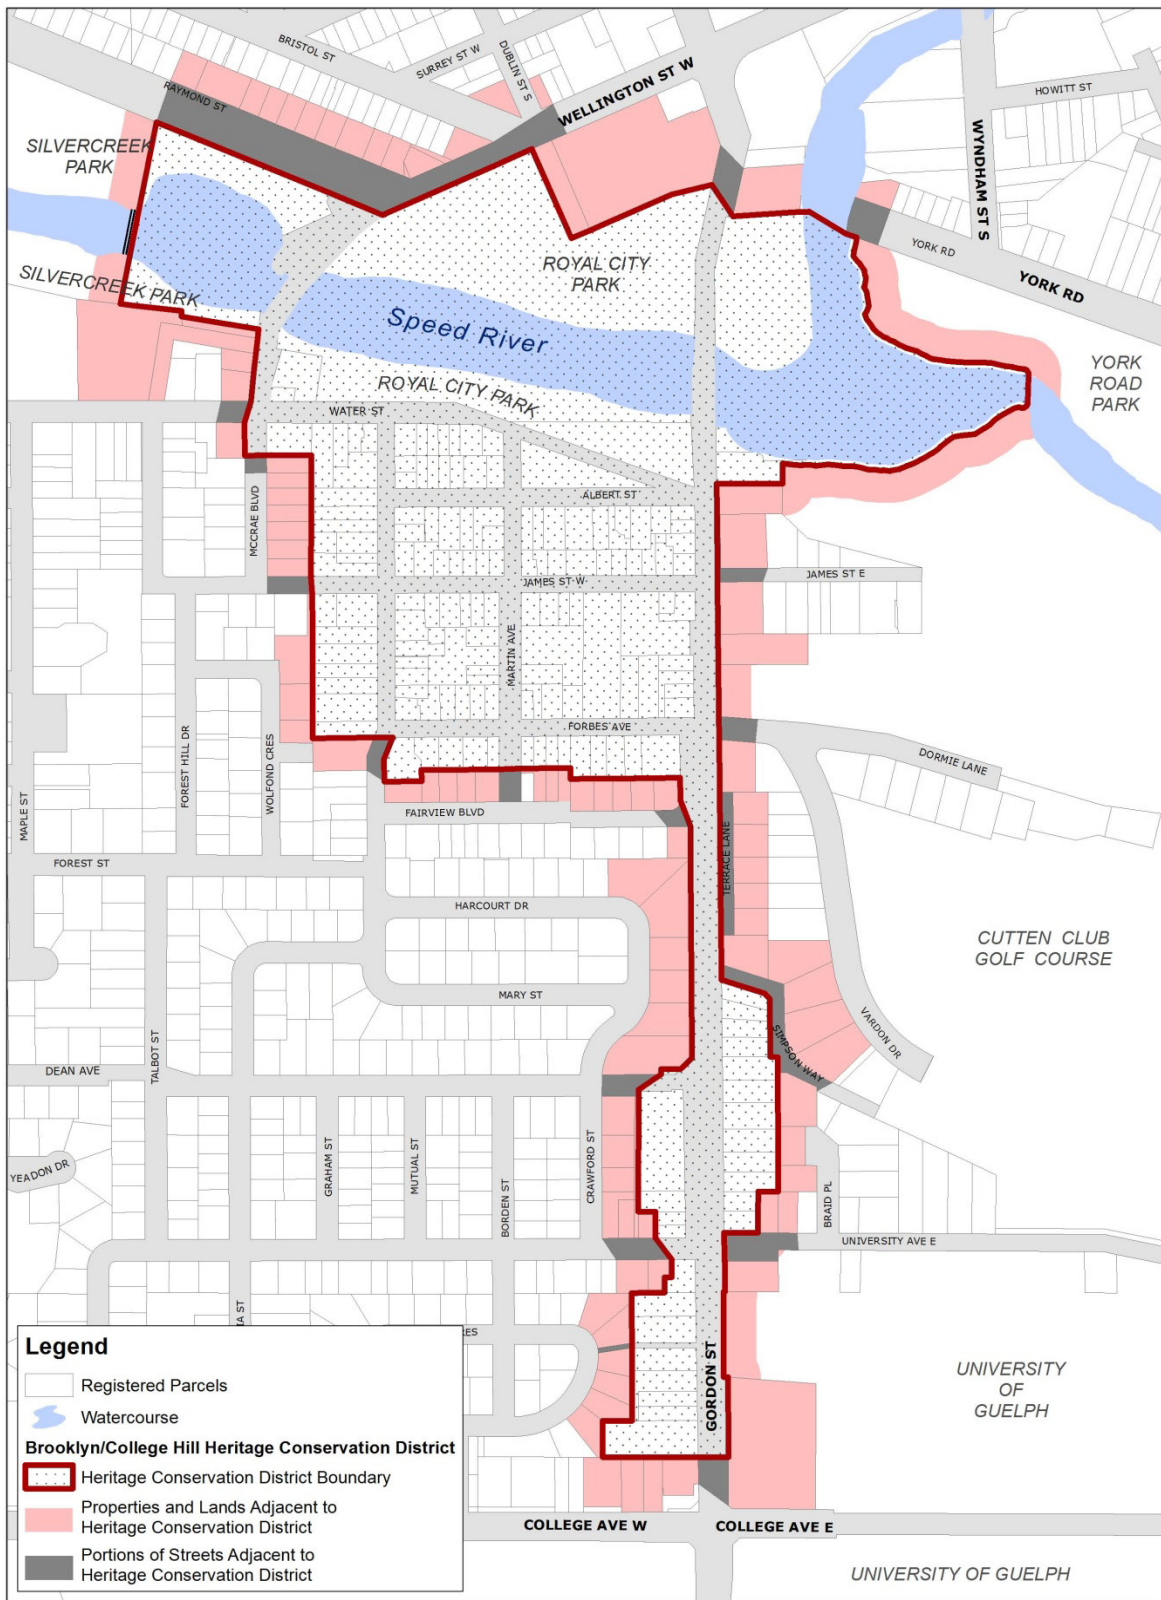 BRISTOL ST
SURREY ST W
DUBLIN ST S
WELLINGTON ST W
RAYMOND ST
HOWITT ST
WYNDHAM ST S
SILVERCREEK
PARK
YORK RD
YORK RD
ROYAL CITY
PARK
SILVERCREEK PARK
Speed River
YORK
ROAD
PARK
ROYAL CITY PARK
WATER ST
ALBERT ST
MCCRAE BLVD
JAMES ST W
JAMES ST E
MARTIN AVE
FORBES AVE
FOREST HILL DR
WOLFOND CRES
MAPLE ST
DORMIE LANE
FAIRVIEW BLVD
TERRACE LANE
FOREST ST
HARCOURT DR
CUTTEN CLUB
GOLF COURSE
MARY ST
VARDON DR
SIMPSON WAY
TALBOT ST
DEAN AVE
YEADON DR
GRAHAM ST
MUTUAL ST
BORDEN ST
CRAWFORD ST
BRAID PL
UNIVERSITY AVE E
IA ST
RES
GORDON ST
UNIVERSITY
OF
GUELPH
Legend
Registered Parcels
Watercourse
Brooklyn/College Hill Heritage Conservation District
Heritage Conservation District Boundary
Properties and Lands Adjacent to
Heritage Conservation District
Portions of Streets Adjacent to
Heritage Conservation District
COLLEGE AVE W
COLLEGE AVE E
UNIVERSITY OF GUELPH